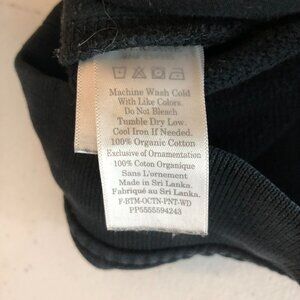 Machine Wash Cold
With Like Colors.
Do Not Bleach
Tumble Dry Low.
Cool Iron If Needed.
100% Organic Cotton
Exclusive of Ornamentation
100% Coton Organique
Sans L'ornement
Made in Sri Lanka.
Fabriqué au Sri Lanka.
F-BTM-OCTN-PNT-WD
PP5555594243